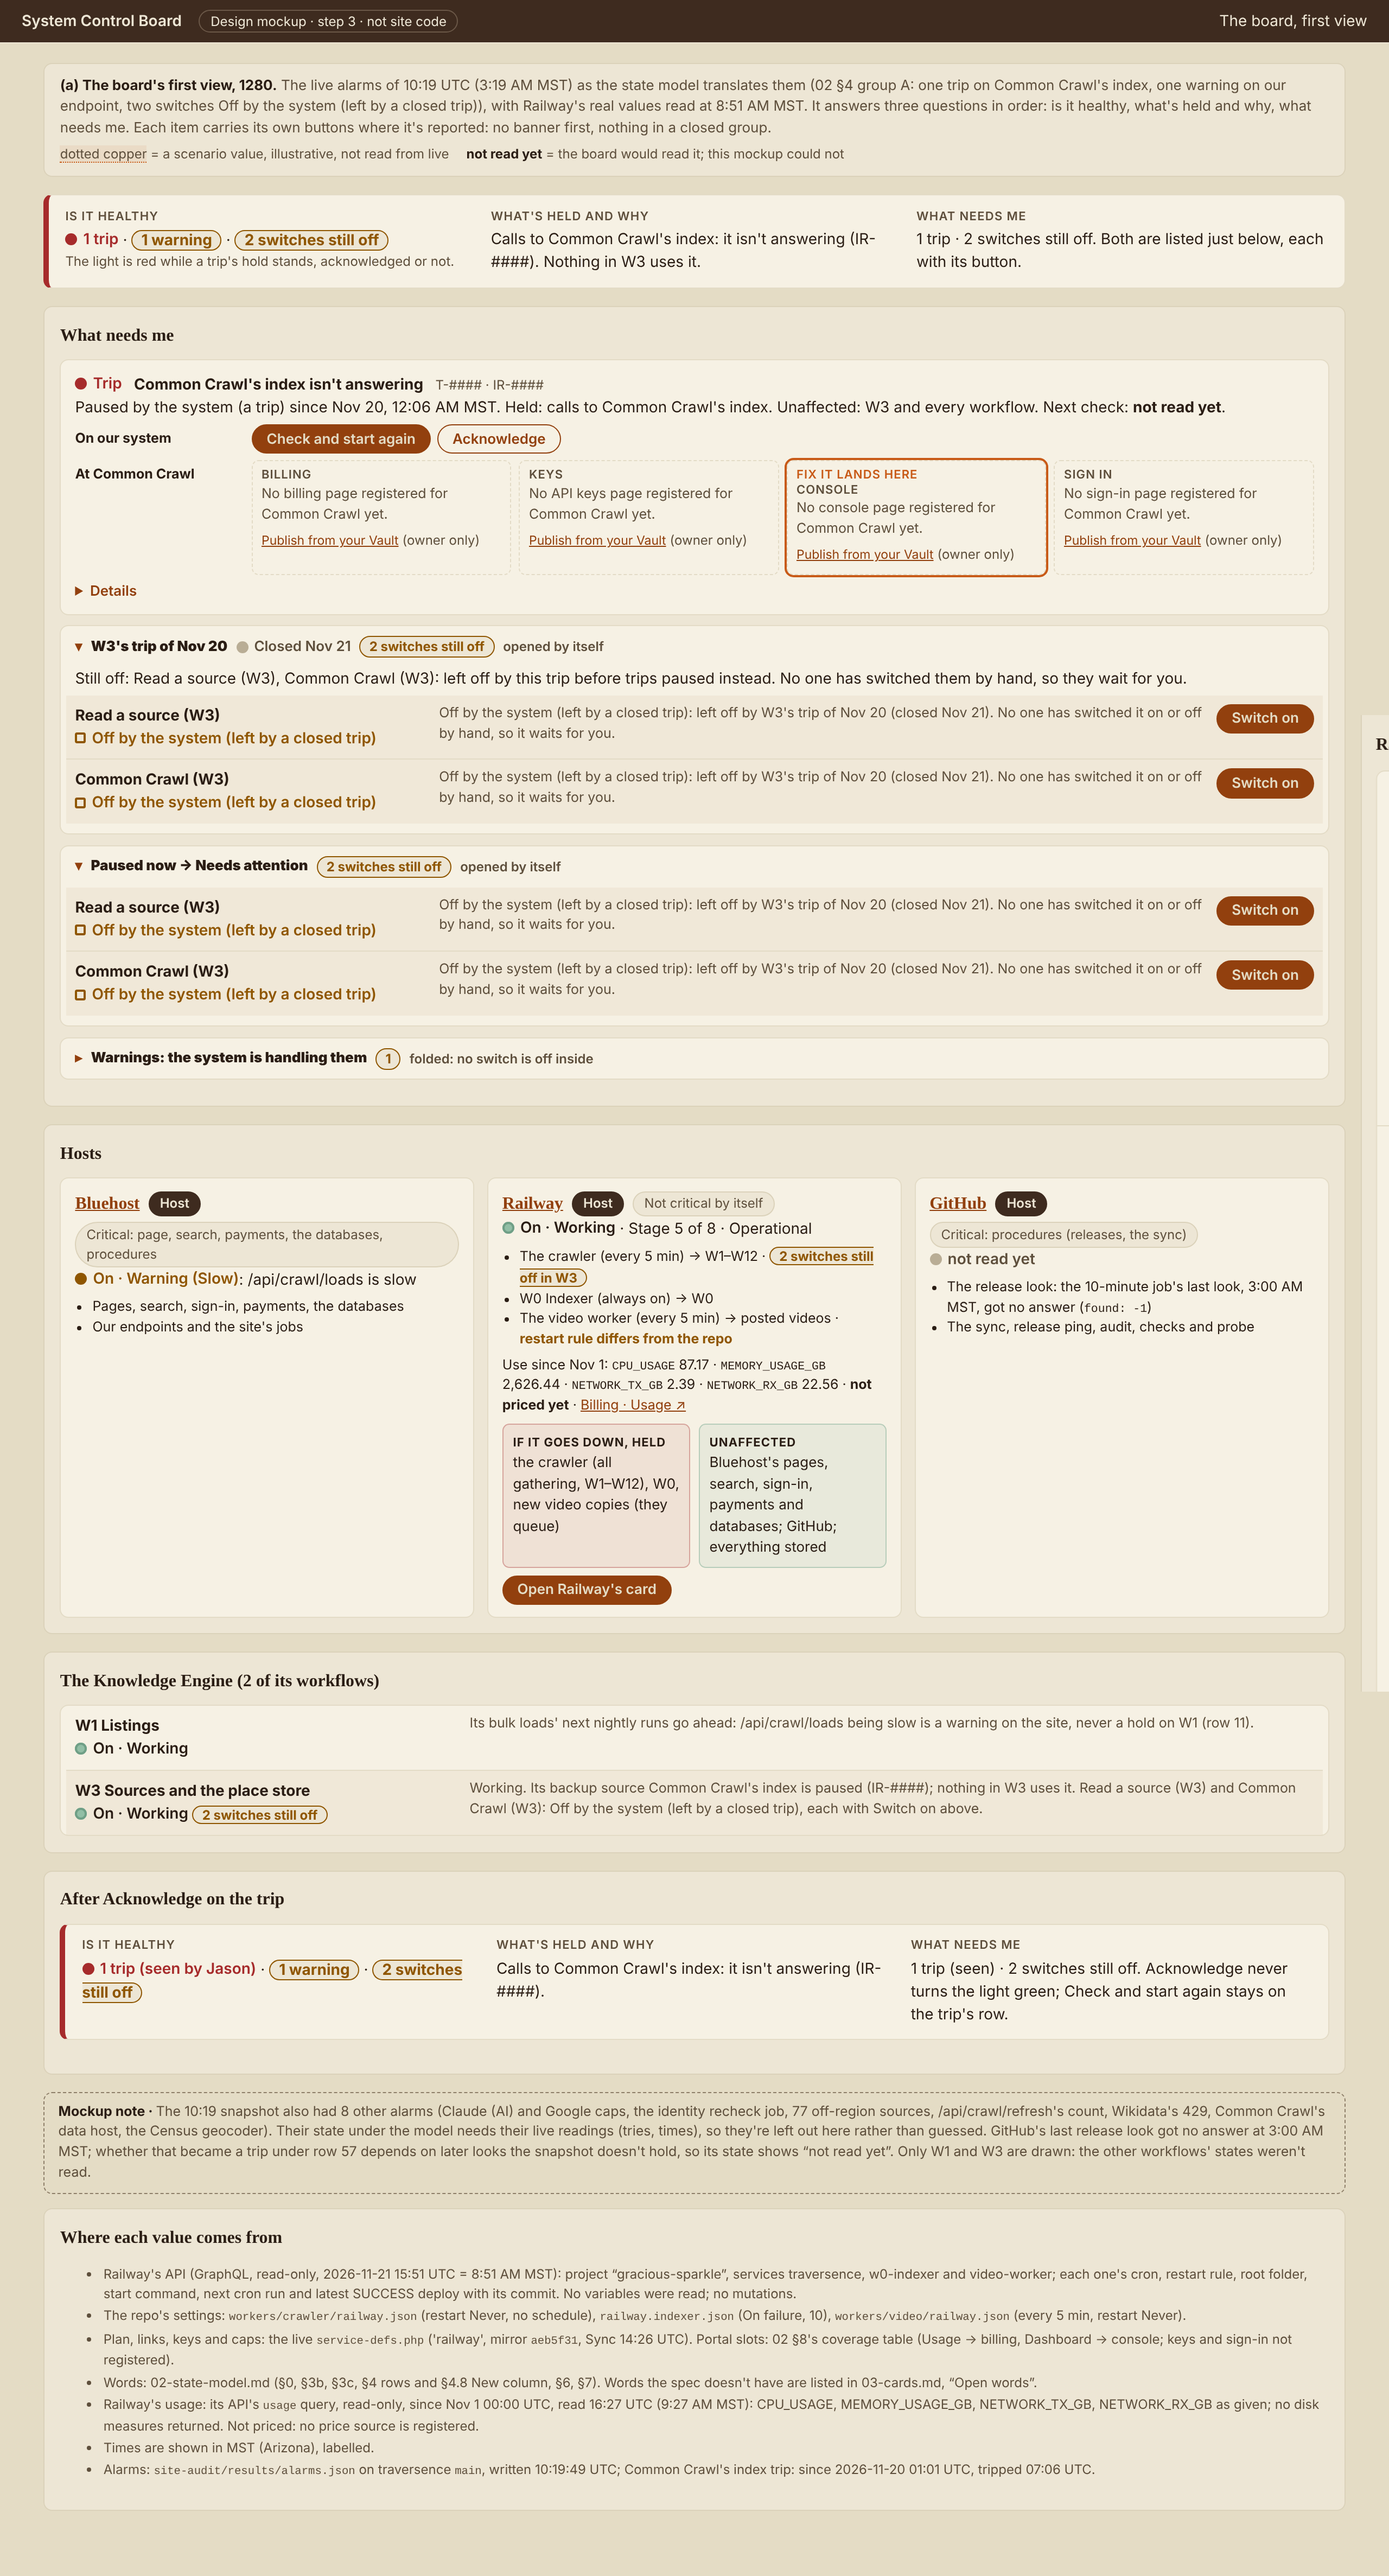 System Control Board
Design mockup · step 3 · not site code
The board, first view
(a) The board's first view, 1280. The live alarms of 10:19 UTC (3:19 AM MST) as the state model translates them (02 §4 group A: one trip on Common Crawl's index, one warning on our
endpoint, two switches Off by the system (left by a closed trip)), with Railway's real values read at 8:51 AM MST. It answers three questions in order: is it healthy, what's held and why, what
needs me. Each item carries its own buttons where it's reported: no banner first, nothing in a closed group.
dotted copper = a scenario value, illustrative, not read from live not read yet = the board would read it; this mockup could not
IS IT HEALTHY
1 trip · 1 warning · 2 switches still off
The light is red while a trip's hold stands, acknowledged or not.
WHAT'S HELD AND WHY
Calls to Common Crawl's index: it isn't answering (IR-
####). Nothing in W3 uses it.
WHAT NEEDS ME
1 trip · 2 switches still off. Both are listed just below, each
with its button.
What needs me
Trip Common Crawl's index isn't answering T-#### · IR-####
Paused by the system (a trip) since Nov 20, 12:06 AM MST. Held: calls to Common Crawl's index. Unaffected: W3 and every workflow. Next check: not read yet.
On our system
Check and start again
Acknowledge
At Common Crawl
BILLING
No billing page registered for
Common Crawl yet.
Publish from your Vault (owner only)
KEYS
No API keys page registered for
Common Crawl yet.
Publish from your Vault (owner only)
FIX IT LANDS HERE
CONSOLE
No console page registered for
Common Crawl yet.
Publish from your Vault (owner only)
SIGN IN
No sign-in page registered for
Common Crawl yet.
Publish from your Vault (owner only)
▶ Details
▼ W3's trip of Nov 20 Closed Nov 21 2 switches still off opened by itself
Still off: Read a source (W3), Common Crawl (W3): left off by this trip before trips paused instead. No one has switched them by hand, so they wait for you.
Read a source (W3)
Off by the system (left by a closed trip)
Off by the system (left by a closed trip): left off by W3's trip of Nov 20 (closed Nov 21). No one has switched it on or off
by hand, so it waits for you.
Switch on
Common Crawl (W3)
Off by the system (left by a closed trip)
Off by the system (left by a closed trip): left off by W3's trip of Nov 20 (closed Nov 21). No one has switched it on or off
by hand, so it waits for you.
Switch on
▼ Paused now → Needs attention 2 switches still off opened by itself
Read a source (W3)
Off by the system (left by a closed trip)
Off by the system (left by a closed trip): left off by W3's trip of Nov 20 (closed Nov 21). No one has switched it on or off
by hand, so it waits for you.
Switch on
Common Crawl (W3)
Off by the system (left by a closed trip)
Off by the system (left by a closed trip): left off by W3's trip of Nov 20 (closed Nov 21). No one has switched it on or off
by hand, so it waits for you.
Switch on
▶ Warnings: the system is handling them 1 folded: no switch is off inside
Hosts
Bluehost Host
Critical: page, search, payments, the databases,
procedures
On · Warning (Slow): /api/crawl/loads is slow
• Pages, search, sign-in, payments, the databases
• Our endpoints and the site's jobs
Railway Host Not critical by itself
On · Working · Stage 5 of 8 · Operational
• The crawler (every 5 min) → W1–W12 · 2 switches still
off in W3
• W0 Indexer (always on) → W0
• The video worker (every 5 min) → posted videos ·
restart rule differs from the repo
Use since Nov 1: CPU_USAGE 87.17 · MEMORY_USAGE_GB
2,626.44 · NETWORK_TX_GB 2.39 · NETWORK_RX_GB 22.56 · not
priced yet · Billing · Usage ↗
IF IT GOES DOWN, HELD
the crawler (all
gathering, W1–W12), W0,
new video copies (they
queue)
UNAFFECTED
Bluehost's pages,
search, sign-in,
payments and
databases; GitHub;
everything stored
Open Railway's card
GitHub Host
Critical: procedures (releases, the sync)
not read yet
• The release look: the 10-minute job's last look, 3:00 AM
MST, got no answer (found: -1)
• The sync, release ping, audit, checks and probe
The Knowledge Engine (2 of its workflows)
W1 Listings
On · Working
Its bulk loads' next nightly runs go ahead: /api/crawl/loads being slow is a warning on the site, never a hold on W1 (row 11).
W3 Sources and the place store
On · Working 2 switches still off
Working. Its backup source Common Crawl's index is paused (IR-####); nothing in W3 uses it. Read a source (W3) and Common
Crawl (W3): Off by the system (left by a closed trip), each with Switch on above.
After Acknowledge on the trip
IS IT HEALTHY
1 trip (seen by Jason) · 1 warning · 2 switches
still off
WHAT'S HELD AND WHY
Calls to Common Crawl's index: it isn't answering (IR-
####).
WHAT NEEDS ME
1 trip (seen) · 2 switches still off. Acknowledge never
turns the light green; Check and start again stays on
the trip's row.
Mockup note · The 10:19 snapshot also had 8 other alarms (Claude (AI) and Google caps, the identity recheck job, 77 off-region sources, /api/crawl/refresh's count, Wikidata's 429, Common Crawl's
data host, the Census geocoder). Their state under the model needs their live readings (tries, times), so they're left out here rather than guessed. GitHub's last release look got no answer at 3:00 AM
MST; whether that became a trip under row 57 depends on later looks the snapshot doesn't hold, so its state shows “not read yet”. Only W1 and W3 are drawn: the other workflows' states weren't
read.
Where each value comes from
• Railway's API (GraphQL, read-only, 2026-11-21 15:51 UTC = 8:51 AM MST): project “gracious-sparkle”, services traversence, w0-indexer and video-worker; each one's cron, restart rule, root folder,
start command, next cron run and latest SUCCESS deploy with its commit. No variables were read; no mutations.
• The repo's settings: workers/crawler/railway.json (restart Never, no schedule), railway.indexer.json (On failure, 10), workers/video/railway.json (every 5 min, restart Never).
• Plan, links, keys and caps: the live service-defs.php ('railway', mirror aeb5f31, Sync 14:26 UTC). Portal slots: 02 §8's coverage table (Usage → billing, Dashboard → console; keys and sign-in not
registered).
• Words: 02-state-model.md (§0, §3b, §3c, §4 rows and §4.8 New column, §6, §7). Words the spec doesn't have are listed in 03-cards.md, “Open words”.
• Railway's usage: its API's usage query, read-only, since Nov 1 00:00 UTC, read 16:27 UTC (9:27 AM MST): CPU_USAGE, MEMORY_USAGE_GB, NETWORK_TX_GB, NETWORK_RX_GB as given; no disk
measures returned. Not priced: no price source is registered.
• Times are shown in MST (Arizona), labelled.
• Alarms: site-audit/results/alarms.json on traversence main, written 10:19:49 UTC; Common Crawl's index trip: since 2026-11-20 01:01 UTC, tripped 07:06 UTC.